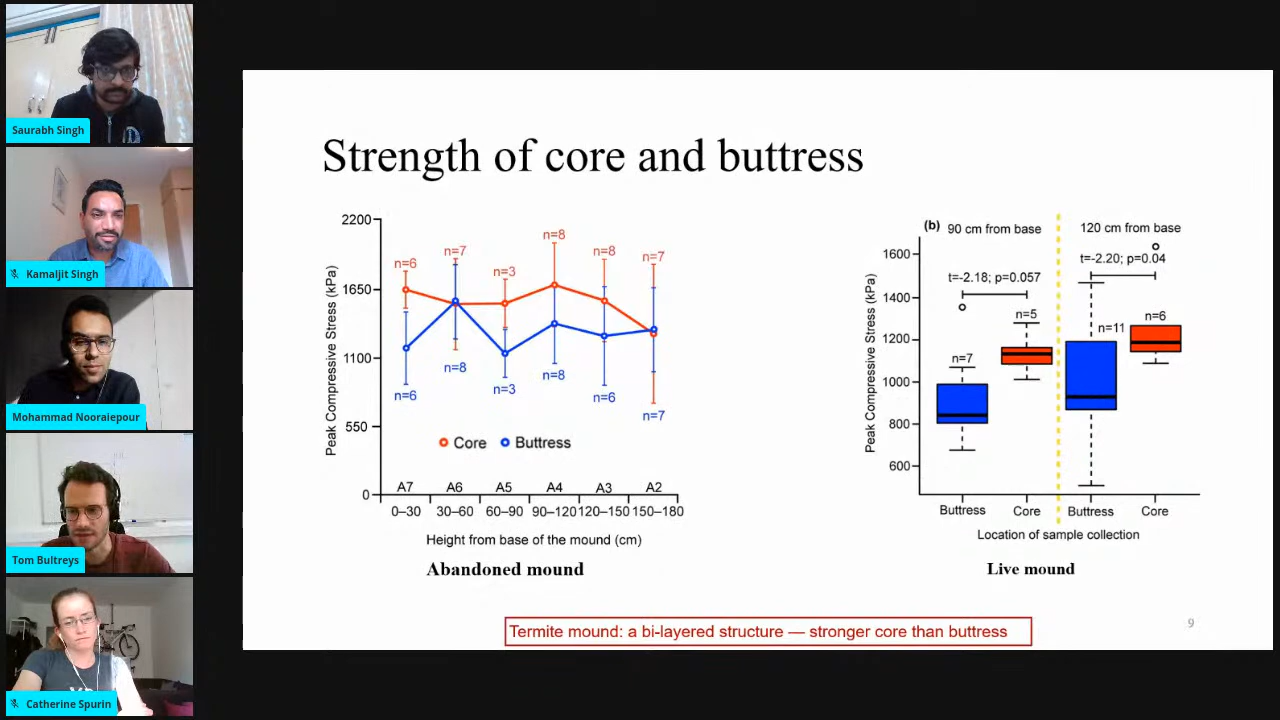 Saurabh Singh
Kamaljit Singh
Mohammad Nooraiepour
Tom Bultreys
Catherine Spurin
Strength of core and buttress
Peak Compressive Stress (kPa)
2200
1650
1100
550
0
n=6
n=7
n=3
n=8
n=8
n=7
n=6
n=8
n=3
n=8
n=6
n=7
Core
Buttress
A7
A6
A5
A4
A3
A2
0–30
30–60
60–90
90–120
120–150
150–180
Height from base of the mound (cm)
Abandoned mound
(b)
90 cm from base
120 cm from base
Peak Compressive Stress (kPa)
1600
1400
1200
1000
800
600
t=-2.18; p=0.057
t=-2.20; p=0.04
n=7
n=5
n=11
n=6
Buttress
Core
Buttress
Core
Location of sample collection
Live mound
Termite mound: a bi-layered structure — stronger core than buttress
9